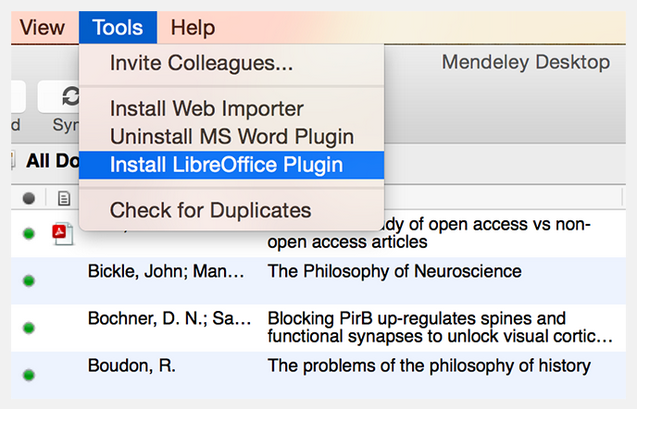 View Tools Help
Invite Colleagues...
Mendeley Desktop
Install Web Importer
Uninstall MS Word Plugin
Install LibreOffice Plugin
All Do
Check for Duplicates
dy of open access vs non-
open access articles
Bickle, John; Man... The Philosophy of Neuroscience
Bochner, D. N.; Sa... Blocking PirB up-regulates spines and
functional synapses to unlock visual cortic...
Boudon, R. The problems of the philosophy of history